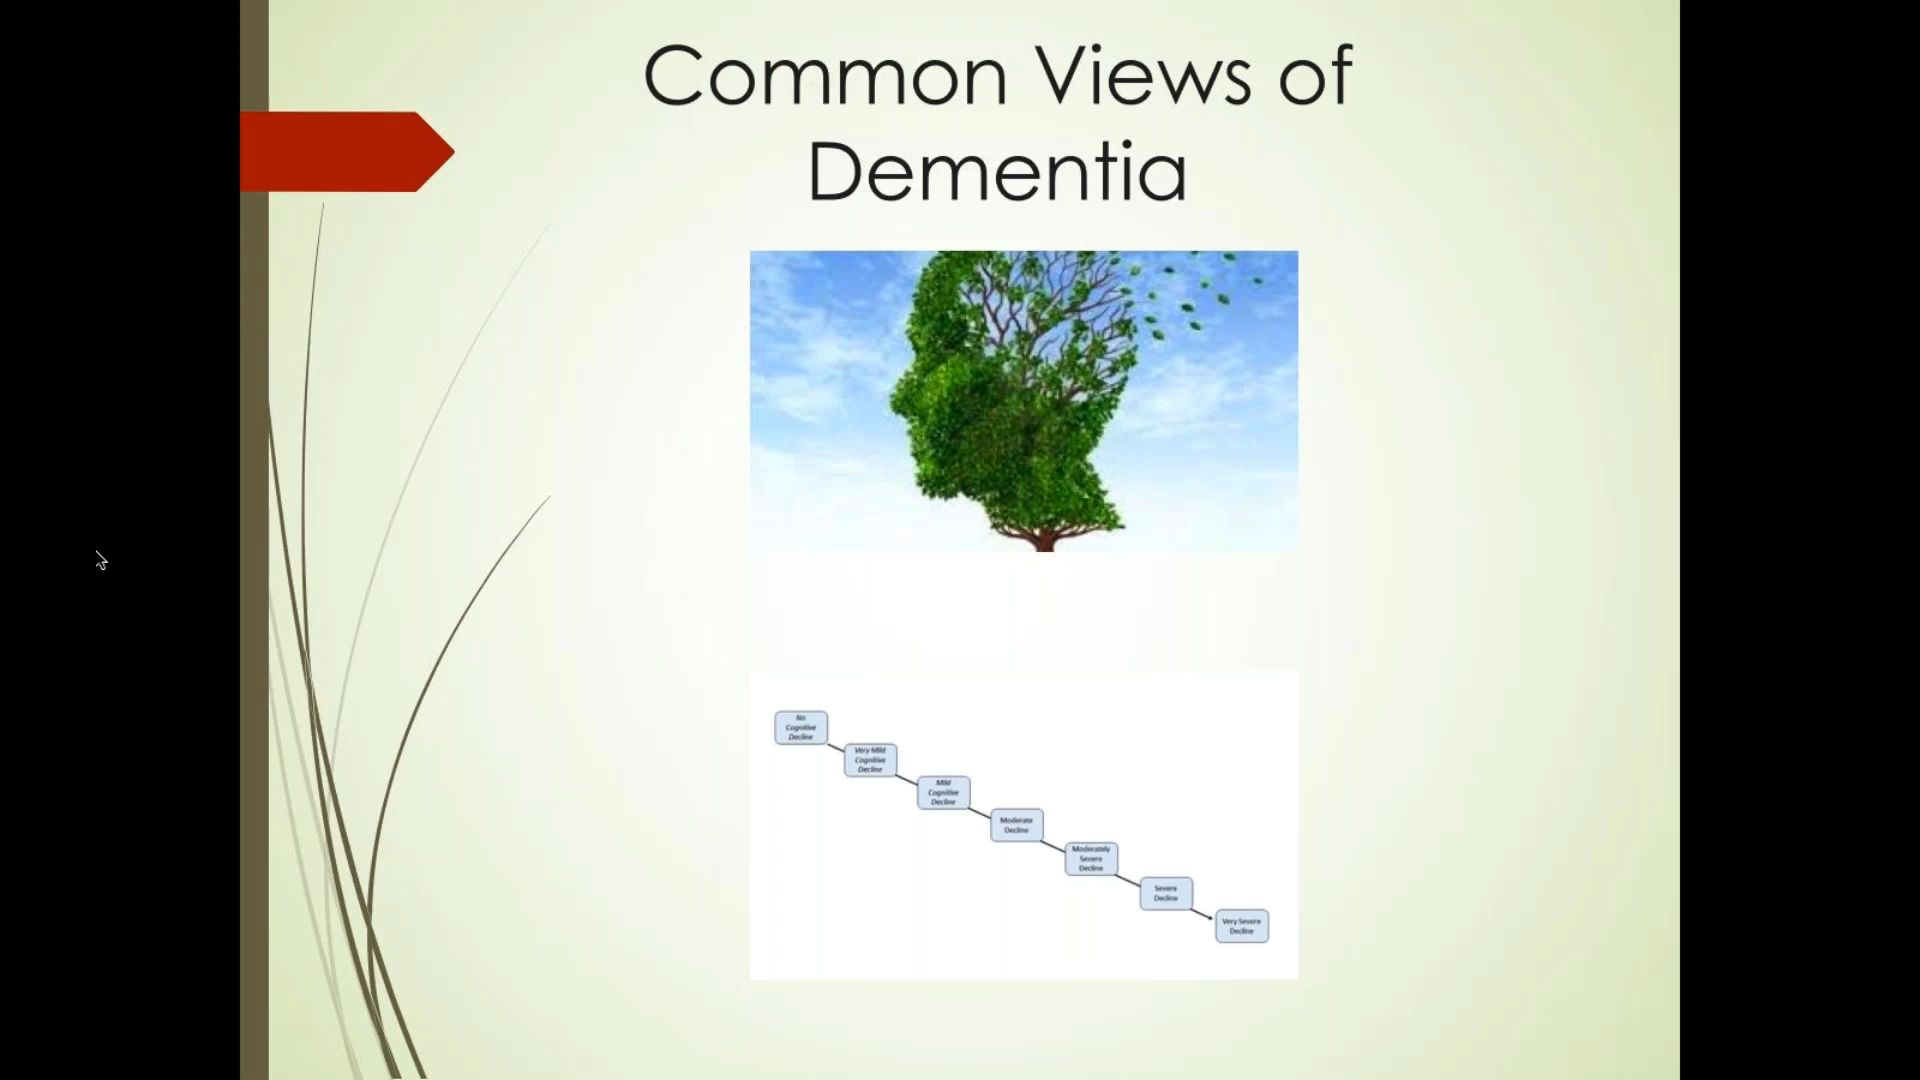 Common Views of
Dementia
No
Cognitive
Decline
Very Mild
Cognitive
Decline
Mild
Cognitive
Decline
Moderate
Decline
Moderately
Severe
Decline
Severe
Decline
Very Severe
Decline